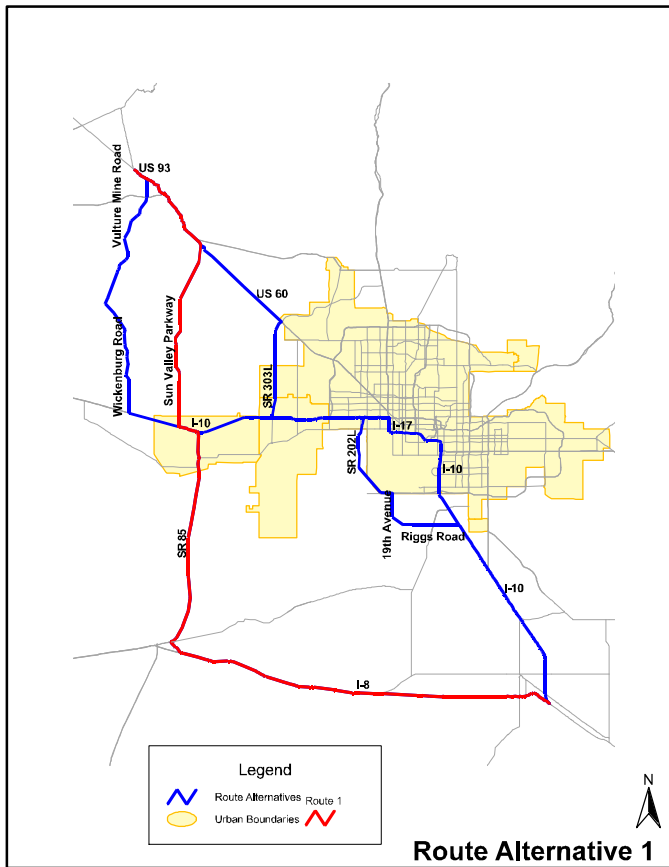 US 93
Vulture Mine Road
US 60
Sun Valley Parkway
Wickenburg Road
SR 303L
I-10
I-17
SR 202L
I-10
19th Avenue
Riggs Road
SR 85
I-10
I-8
Legend
Route Alternatives Route 1
Urban Boundaries
N
Route Alternative 1